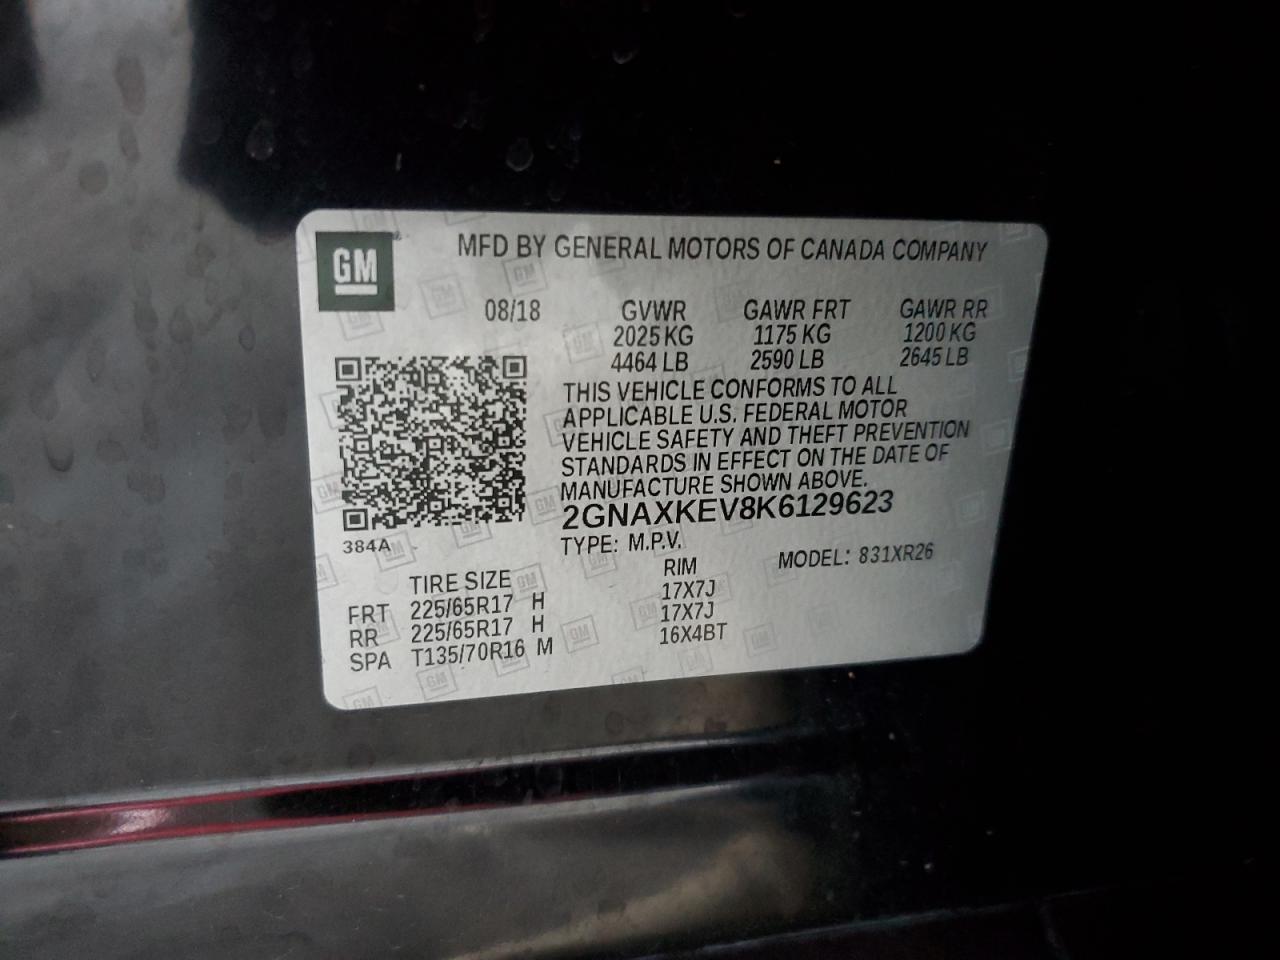 GM
MFD BY GENERAL MOTORS OF CANADA COMPANY
08/18 GVWR GAWR FRT GAWR RR
2025 KG 1175 KG 1200 KG
4464 LB 2590 LB 2645 LB
THIS VEHICLE CONFORMS TO ALL
APPLICABLE U.S. FEDERAL MOTOR
VEHICLE SAFETY AND THEFT PREVENTION
STANDARDS IN EFFECT ON THE DATE OF
MANUFACTURE SHOWN ABOVE.
2GNAXKEV8K6129623
384A
TYPE: M.P.V. MODEL: 831XR26
TIRE SIZE RIM
FRT 225/65R17 H 17X7J
RR 225/65R17 H 17X7J
SPA T135/70R16 M 16X4BT